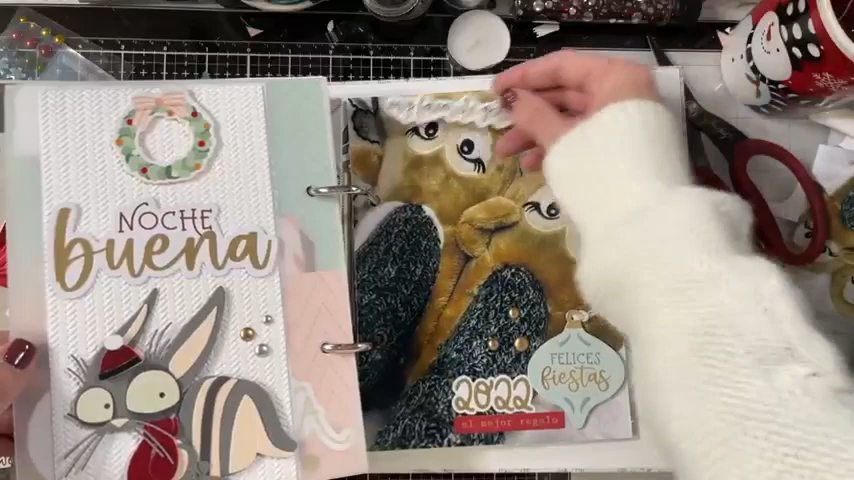 NOCHE
buena
FELICES
fiestas
2022
el mejor regalo